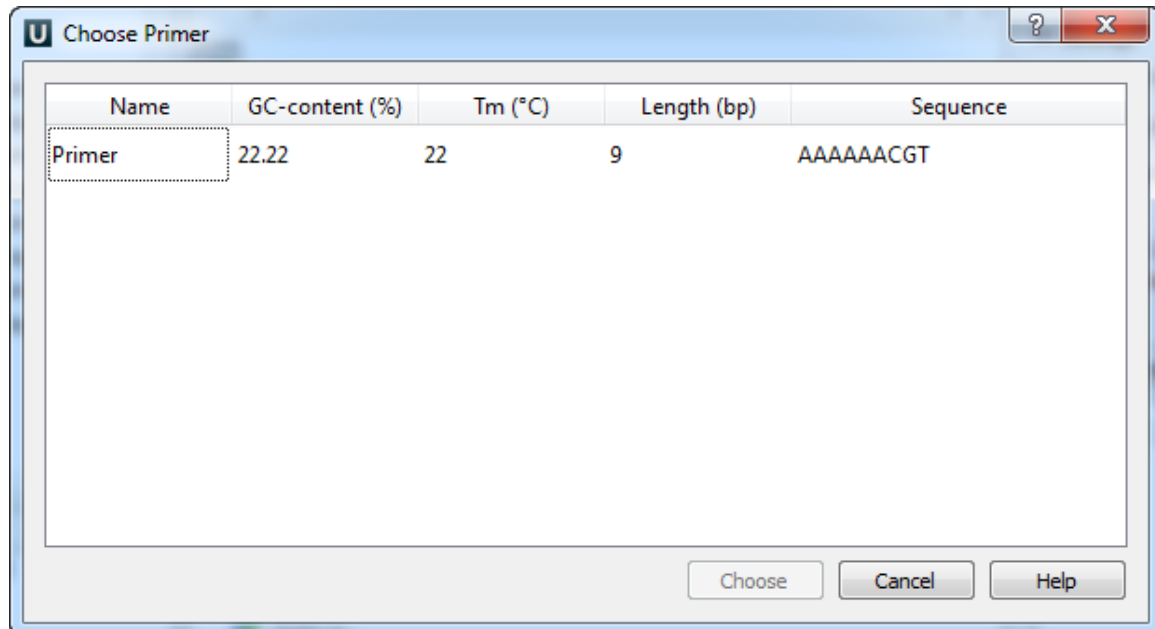 U Choose Primer
Name GC-content (%) Tm (°C) Length (bp) Sequence
Primer 22.22 22 9 AAAAAACGT
Choose Cancel Help